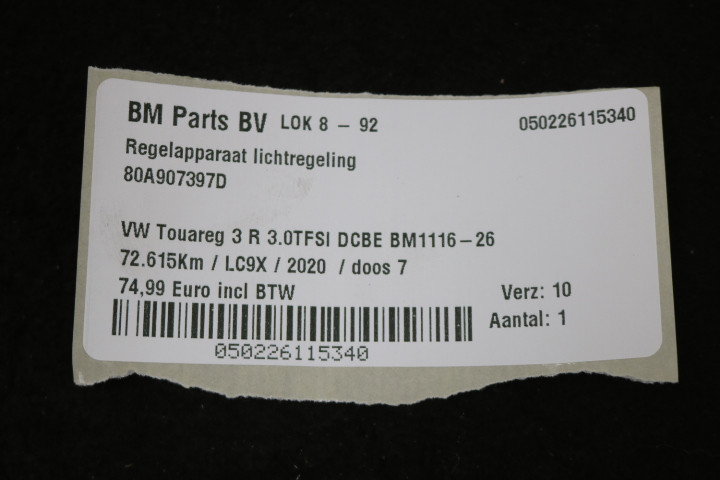 BM Parts BV LOK 8 - 92 050226115340
Regelapparaat lichtregeling
80A907397D
VW Touareg 3 R 3.0TFSI DCBE BM1116-26
72.615Km / LC9X / 2020 / doos 7
74,99 Euro incl BTW Verz: 10
Aantal: 1
050226115340